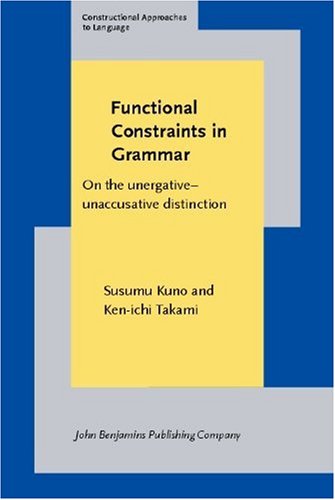 Constructional Approaches
to Language
Functional
Constraints in
Grammar
On the unergative–
unaccusative distinction
Susumu Kuno and
Ken-ichi Takami
John Benjamins Publishing Company